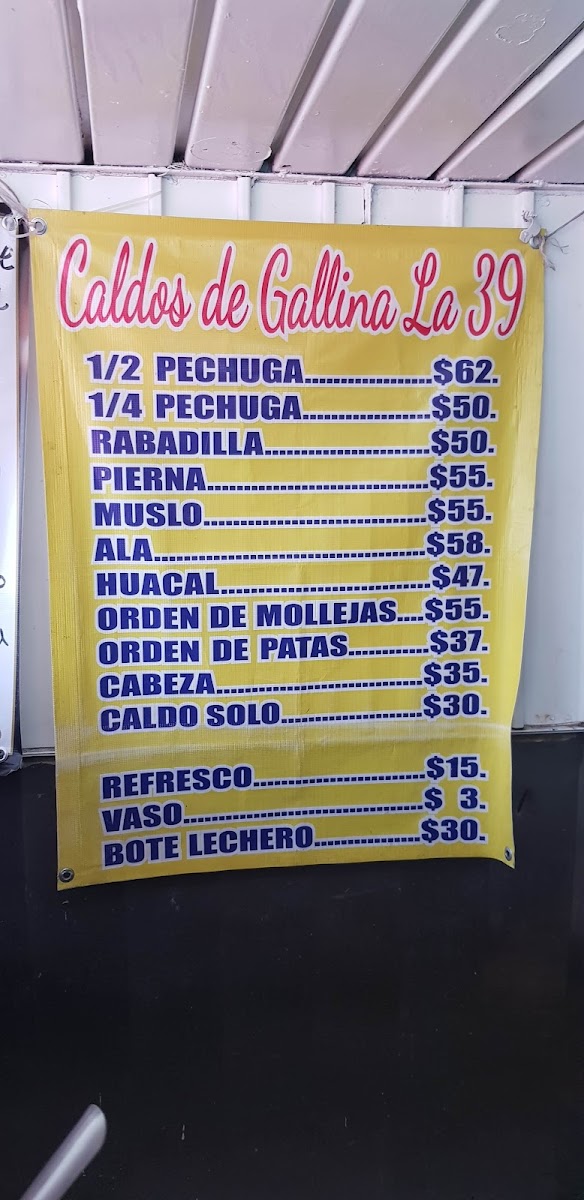 Caldos de Gallina La 39
1/2 PECHUGA.....................$62.
1/4 PECHUGA.....................$50.
RABADILLA...........................$50.
PIERNA....................................$55.
MUSLO.....................................$55.
ALA............................................$58.
HUACAL..................................$47.
ORDEN DE MOLLEJAS....$55.
ORDEN DE PATAS.............$37.
CABEZA..................................$35.
CALDO SOLO.......................$30.
REFRESCO............................$15.
VASO.......................................$ 3.
BOTE LECHERO.................$30.